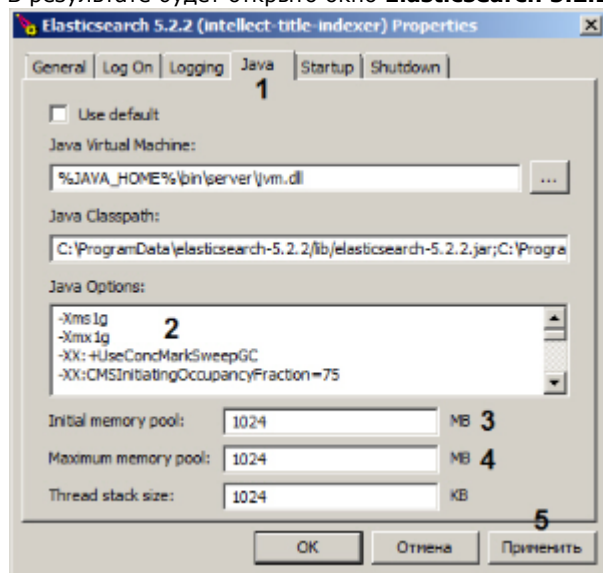 В результате будет открыто окно Elasticsearch 5.2.2
Elasticsearch 5.2.2 (intellect-title-indexer) Properties
General Log On Logging Java Startup Shutdown
1
Use default
Java Virtual Machine:
%JAVA_HOME%\bin\server\jvm.dll ...
Java Classpath:
C:\ProgramData\elasticsearch-5.2.2/lib/elasticsearch-5.2.2.jar;C:\Progra
Java Options:
-Xms1g
-Xmx1g 2
-XX:+UseConcMarkSweepGC
-XX:CMSInitiatingOccupancyFraction=75
Initial memory pool: 1024 MB 3
Maximum memory pool: 1024 MB 4
Thread stack size: 1024 KB
5
OK Отмена Применить